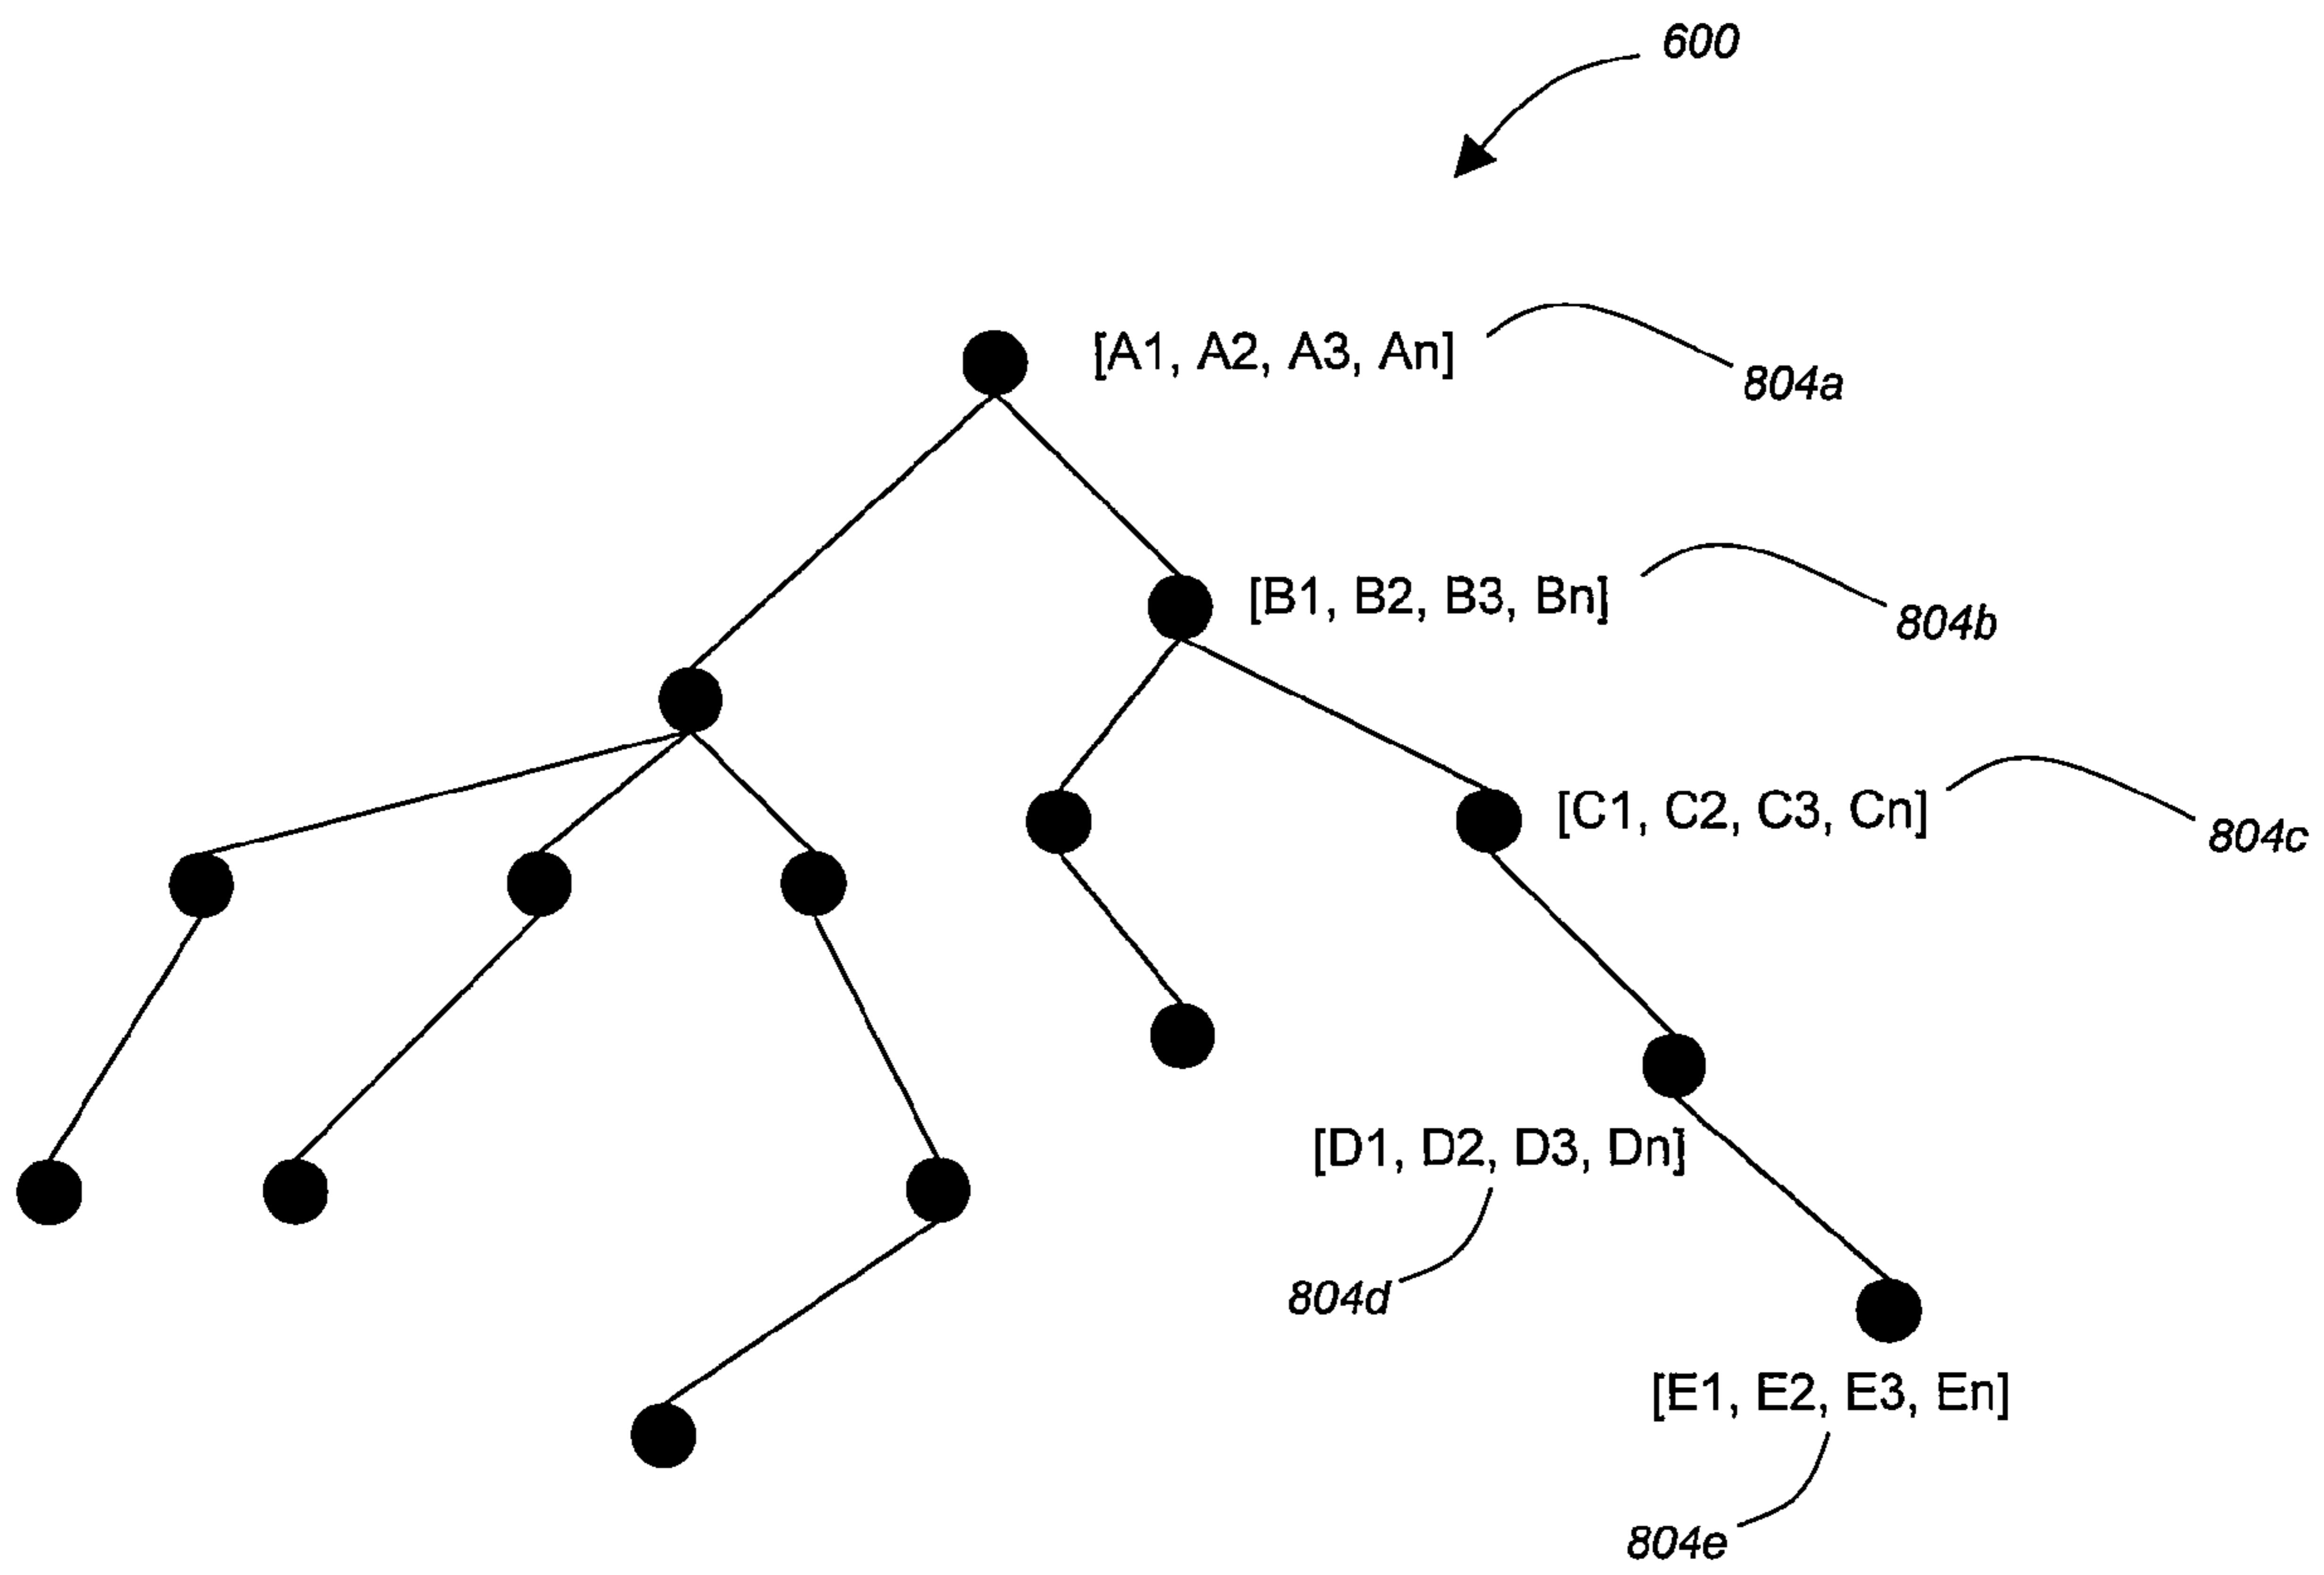 600
[A1, A2, A3, An]
804a
[B1, B2, B3, Bn]
804b
[C1, C2, C3, Cn]
804c
[D1, D2, D3, Dn]
804d
[E1, E2, E3, En]
804e